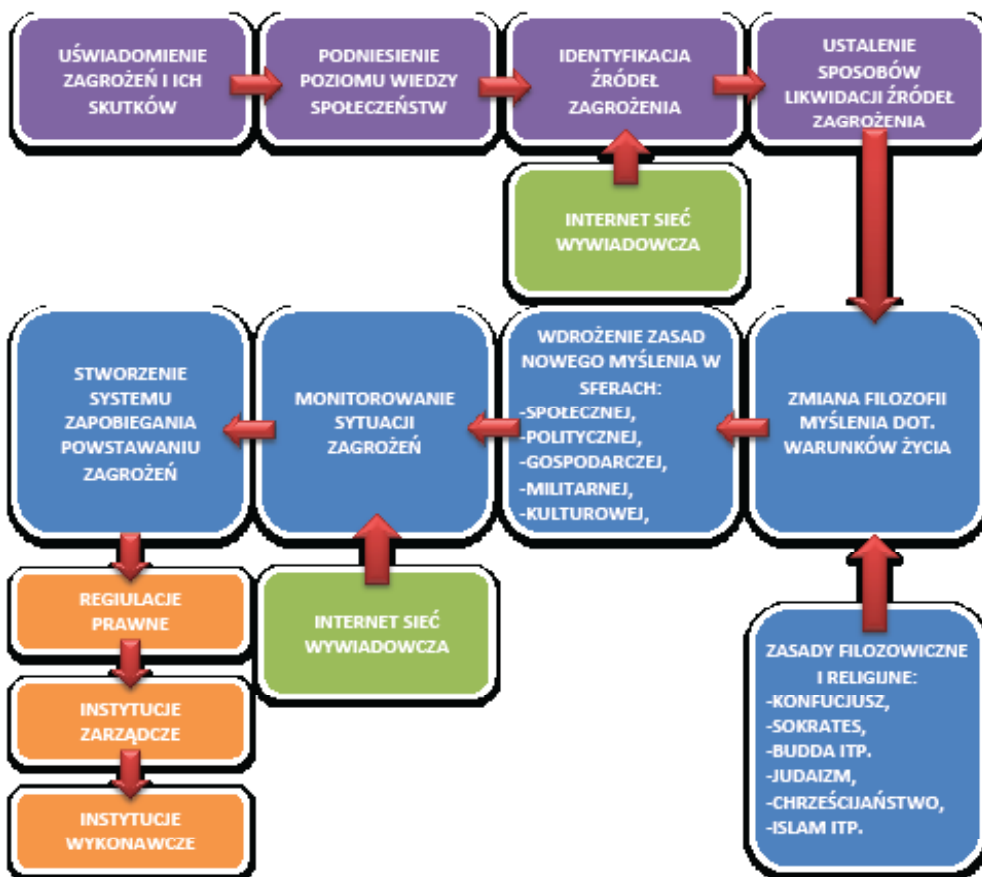 UŚWIADOMIENIE
ZAGROŻEŃ I ICH
SKUTKÓW
PODNIESIENIE
POZIOMU WIEDZY
SPOŁECZEŃSTW
IDENTYFIKACJA
ŹRÓDEŁ
ZAGROŻENIA
USTALENIE
SPOSOBÓW
LIKWIDACJI ŹRÓDEŁ
ZAGROŻENIA
INTERNET SIEĆ
WYWIADOWCZA
STWORZENIE
SYSTEMU
ZAPOBIEGANIA
POWSTAWANIU
ZAGROŻEŃ
MONITOROWANIE
SYTUACJI
ZAGROŻEŃ
WDROŻENIE ZASAD
NOWEGO MYŚLENIA W
SFERACH:
-SPOŁECZNEJ,
-POLITYCZNEJ,
-GOSPODARCZEJ,
-MILITARNEJ,
-KULTUROWEJ,
ZMIANA FILOZOFII
MYŚLENIA DOT.
WARUNKÓW ŻYCIA
REGIULACJE
PRAWNE
INSTYTUCJE
ZARZĄDCZE
INSTYTUCJE
WYKONAWCZE
INTERNET SIEĆ
WYWIADOWCZA
ZASADY FILOZOWICZNE
I RELIGIJNE:
-KONFUCJUSZ,
-SOKRATES,
-BUDDA ITP.
-JUDAIZM,
-CHRZEŚCIJAŃSTWO,
-ISLAM ITP.